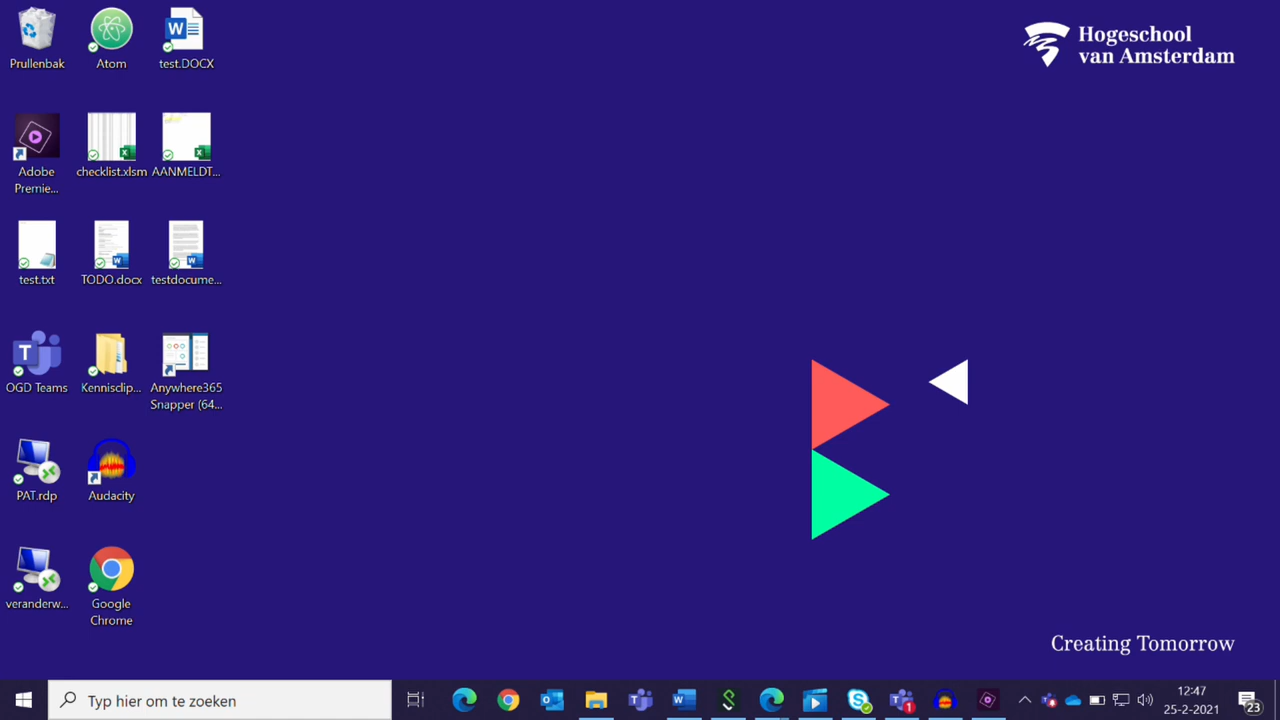 Hogeschool
van Amsterdam
Prullenbak
Atom
test.DOCX
Adobe
Premie...
checklist.xlsm
AANMELDT...
test.txt
TODO.docx
testdocume...
OGD Teams
Kennisclip...
Anywhere365
Snapper (64...
PAT.rdp
Audacity
veranderw...
Google
Chrome
Creating Tomorrow
Typ hier om te zoeken
1
12:47
25-2-2021
23